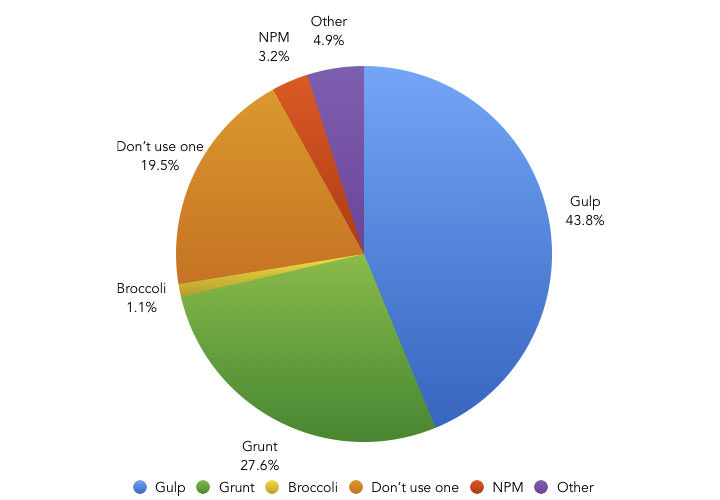 Other
4.9%
NPM
3.2%
Don't use one
19.5%
Gulp
43.8%
Broccoli
1.1%
Grunt
27.6%
Gulp Grunt Broccoli Don't use one NPM Other